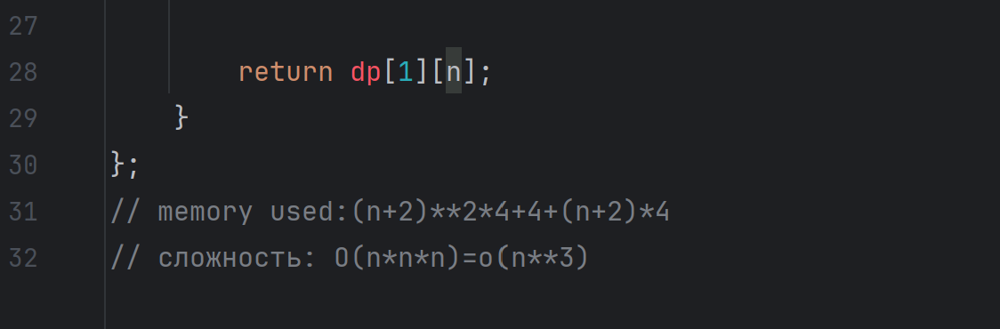 27
28 return dp[1][n];
29 }
30 };
31 // memory used:(n+2)**2*4+4+(n+2)*4
32 // сложность: O(n*n*n)=o(n**3)